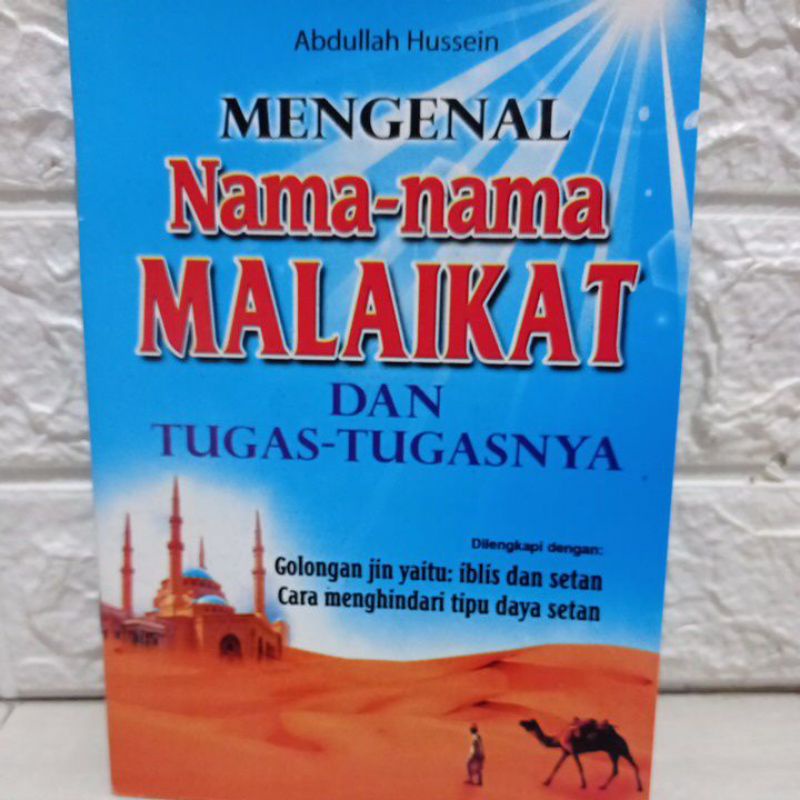 Abdullah Hussein
MENGENAL
Nama-nama
MALAIKAT
DAN
TUGAS-TUGASNYA
Dilengkapi dengan:
Golongan jin yaitu: iblis dan setan
Cara menghindari tipu daya setan